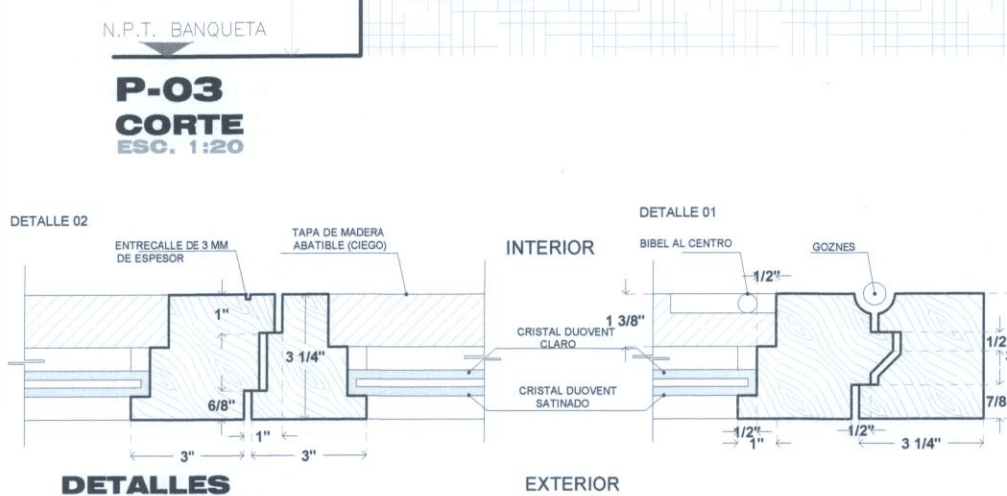 N.P.T. BANQUETA
P-03
CORTE
ESC. 1:20
DETALLE 02
ENTRECALLE DE 3 MM
DE ESPESOR
TAPA DE MADERA
ABATIBLE (CIEGO)
INTERIOR
DETALLE 01
BIBEL AL CENTRO
GOZNES
1/2"
1"
3 1/4"
6/8"
1"
3"
3"
CRISTAL DUOVENT
CLARO
CRISTAL DUOVENT
SATINADO
1 3/8"
1/2
7/8
1/2"
1"
1/2"
3 1/4"
DETALLES
EXTERIOR